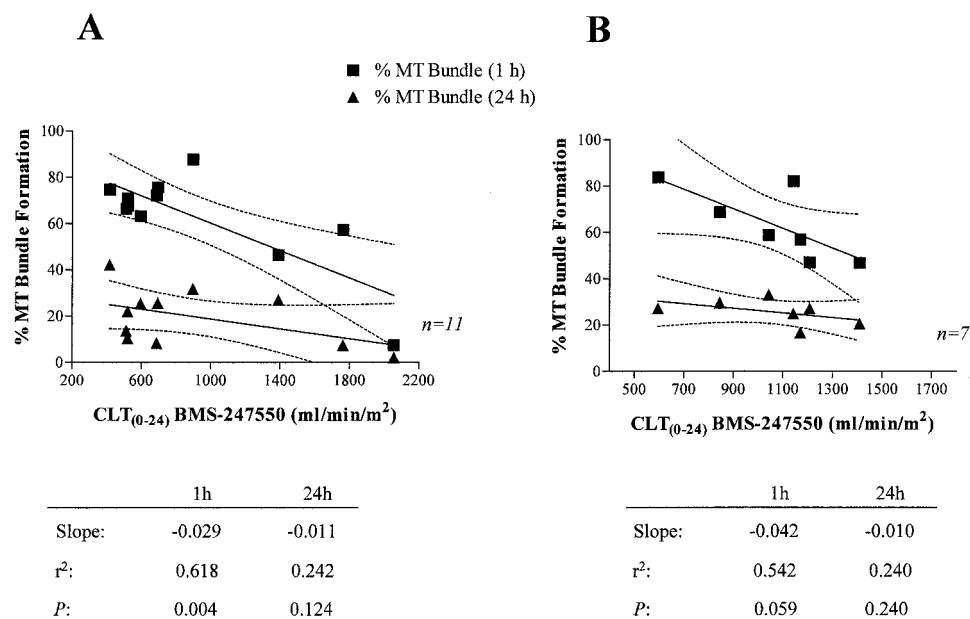 A
B
% MT Bundle (1 h)
% MT Bundle (24 h)
% MT Bundle Formation
100
80
60
40
20
0
200 600 1000 1400 1800 2200
n=11
CLT(0-24) BMS-247550 (ml/min/m²)
% MT Bundle Formation
100
80
60
40
20
0
500 700 900 1100 1300 1500 1700
n=7
CLT(0-24) BMS-247550 (ml/min/m²)
1h 24h
Slope: -0.029 -0.011
r²: 0.618 0.242
P: 0.004 0.124
1h 24h
Slope: -0.042 -0.010
r²: 0.542 0.240
P: 0.059 0.240